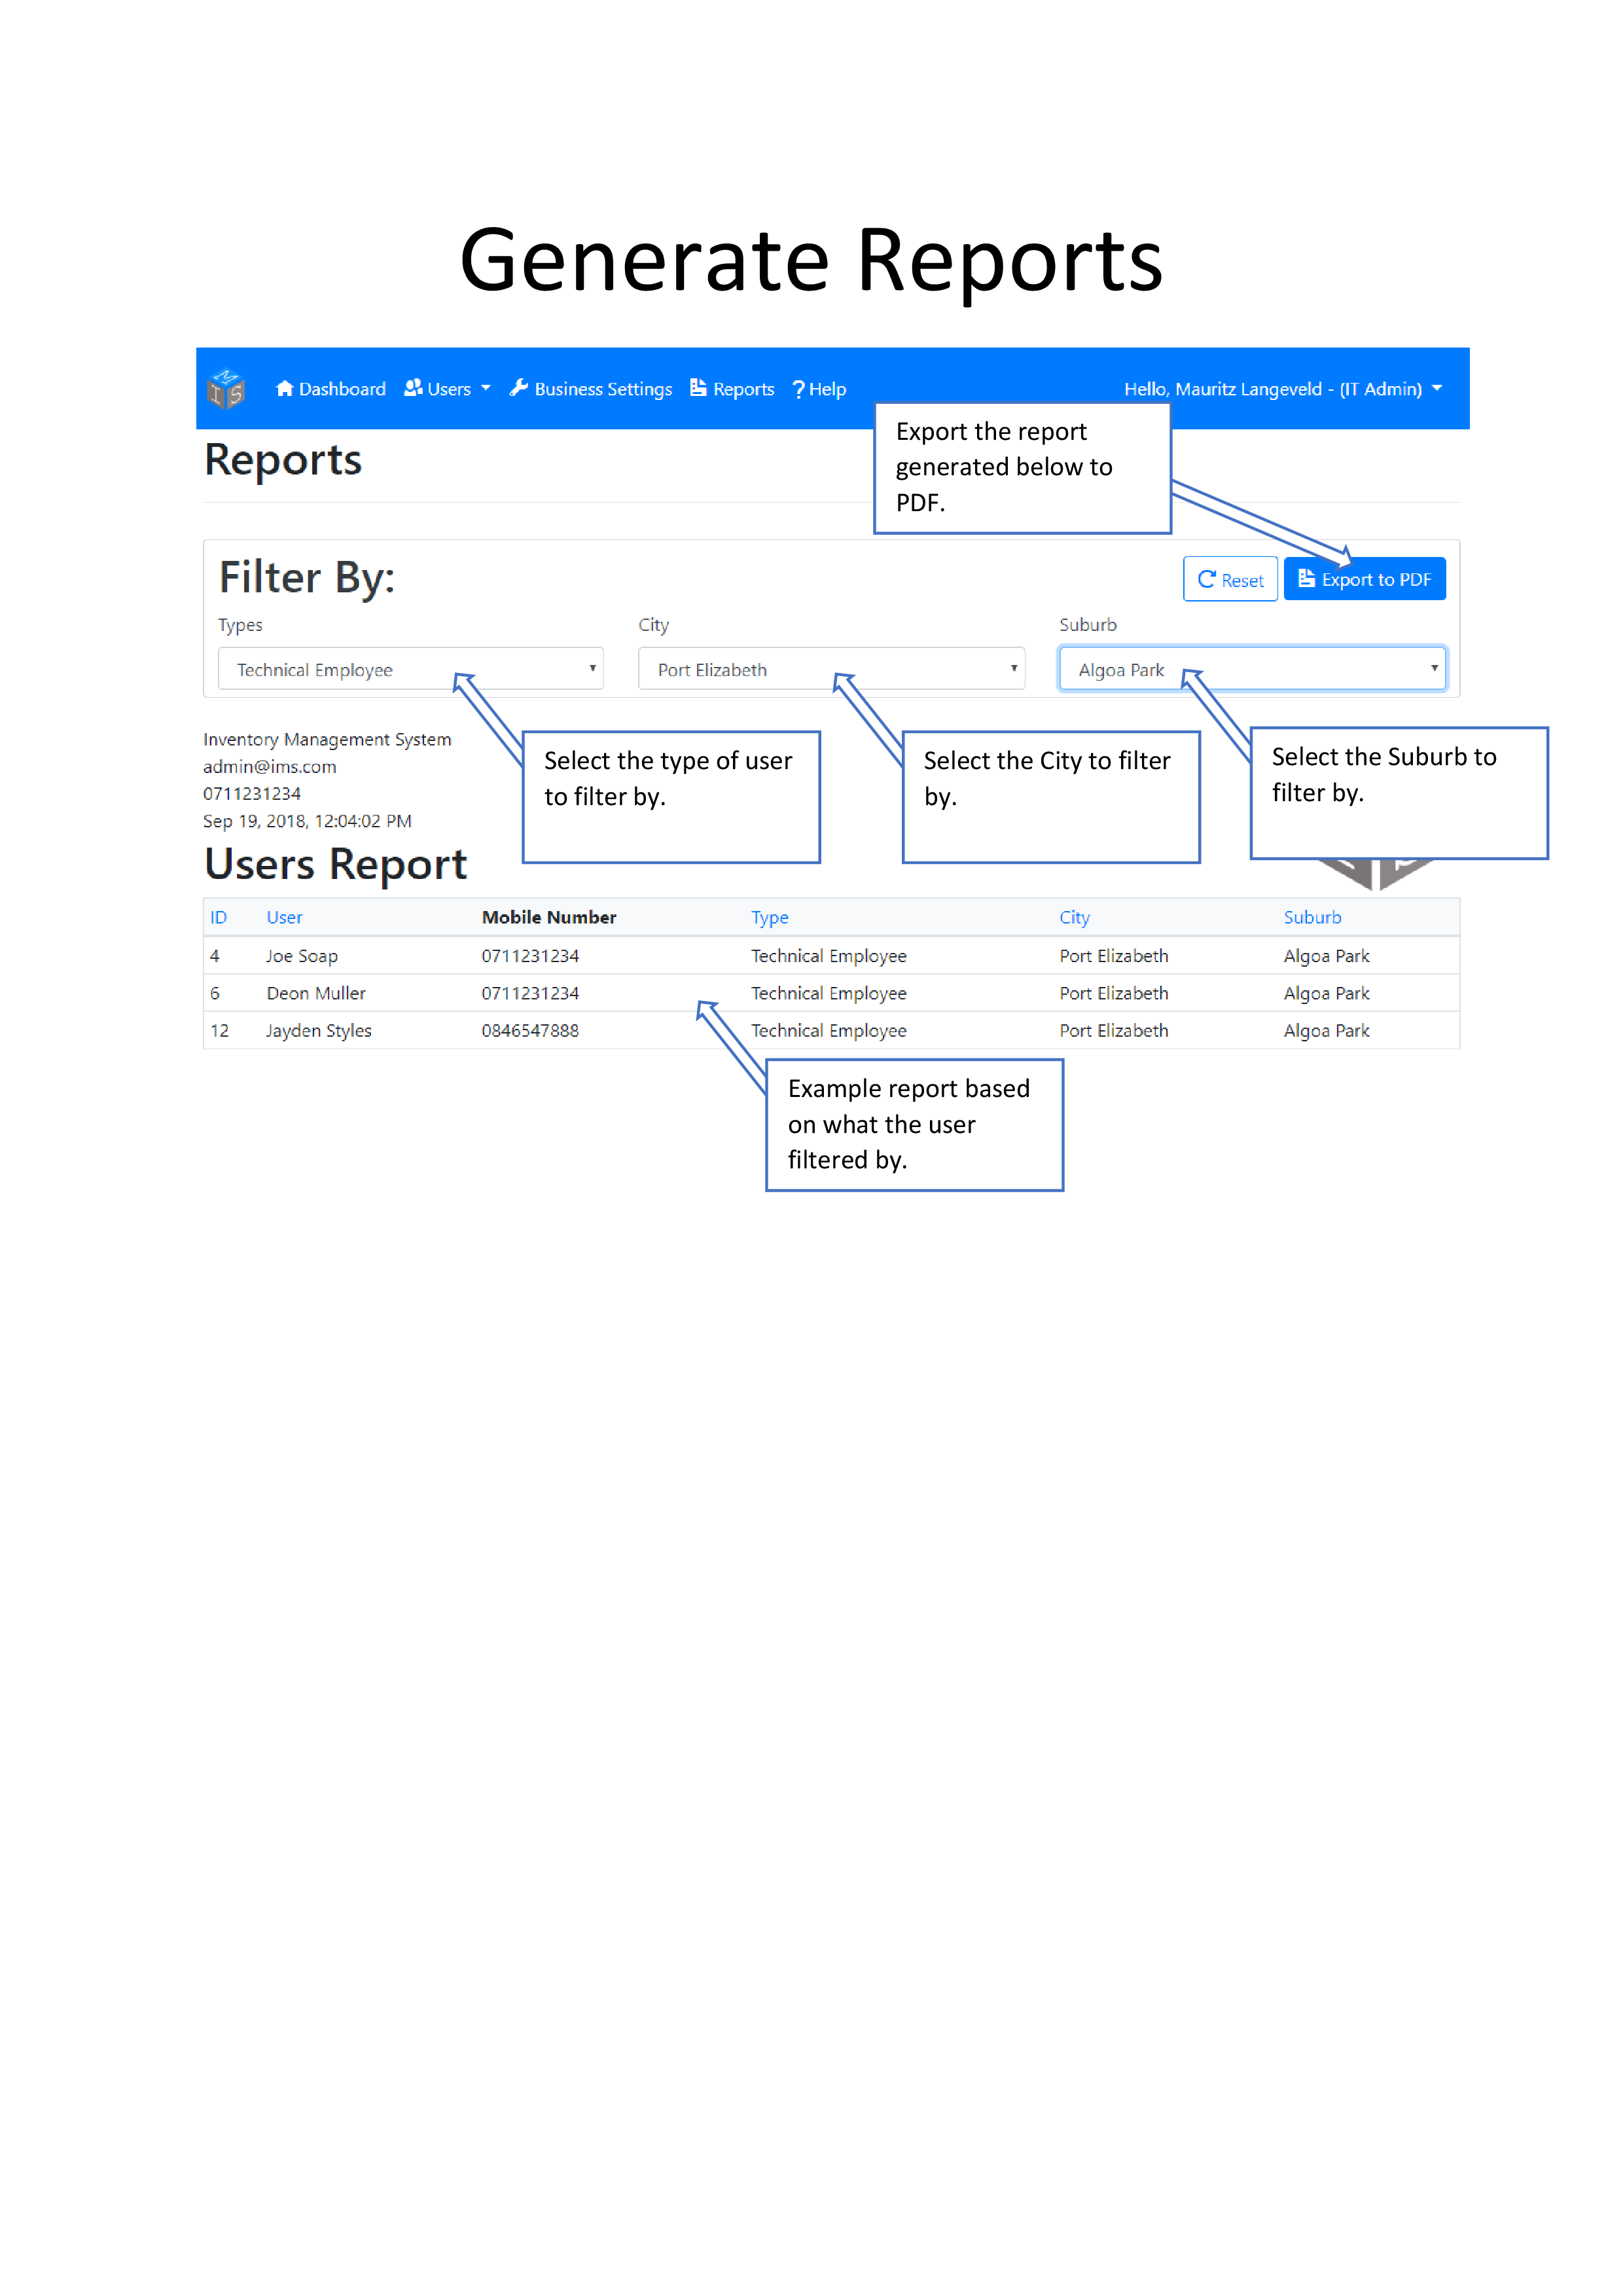 Generate Reports
Dashboard Users Business Settings Reports ? Help Hello, Mauritz Langeveld - (IT Admin)
IMS
Reports
Export the report
generated below to
PDF.
Filter By:
Reset Export to PDF
Types City Suburb
Technical Employee Port Elizabeth Algoa Park
Inventory Management System
admin@ims.com
0711231234
Sep 19, 2018, 12:04:02 PM
Select the type of user
to filter by.
Select the City to filter
by.
Select the Suburb to
filter by.
Users Report
ID User Mobile Number Type City Suburb
4 Joe Soap 0711231234 Technical Employee Port Elizabeth Algoa Park
6 Deon Muller 0711231234 Technical Employee Port Elizabeth Algoa Park
12 Jayden Styles 0846547888 Technical Employee Port Elizabeth Algoa Park
Example report based
on what the user
filtered by.